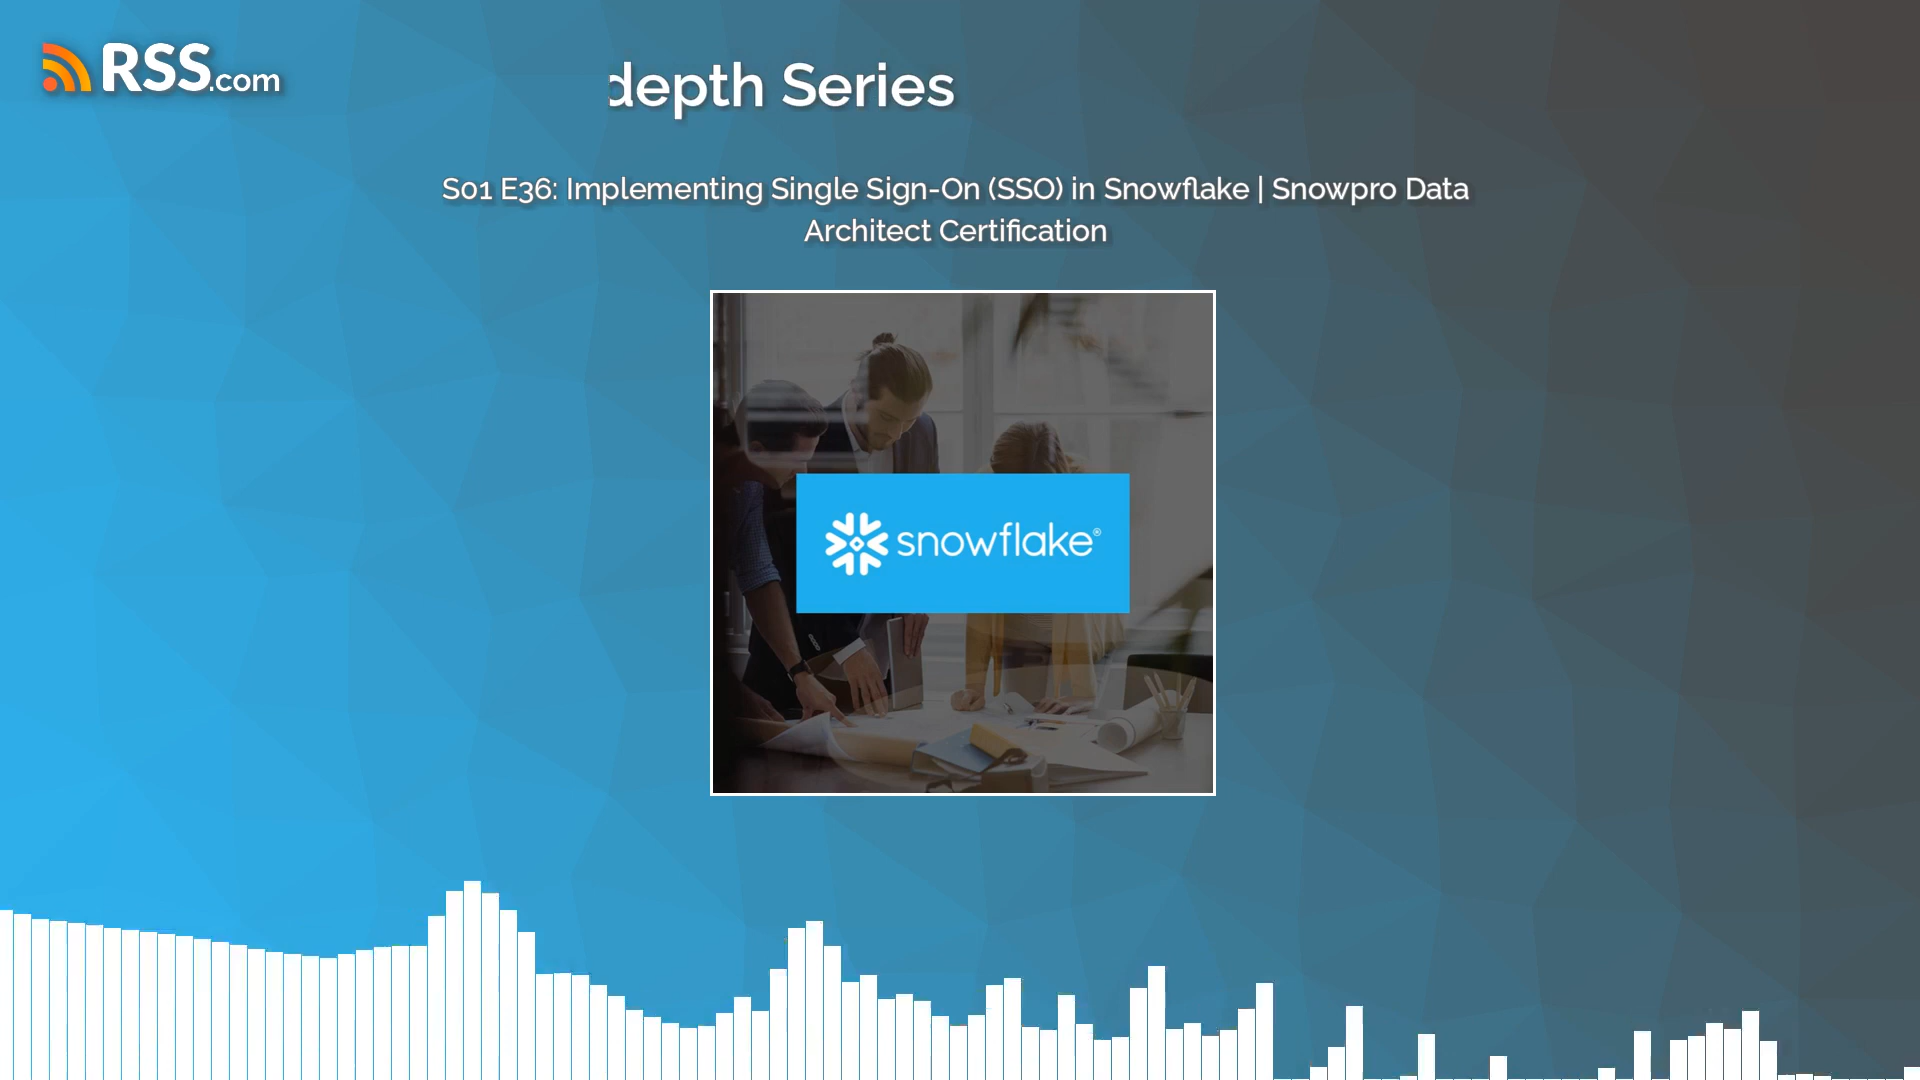 RSS.com
depth Series
S01 E36: Implementing Single Sign-On (SSO) in Snowflake | Snowpro Data
Architect Certification
snowflake®